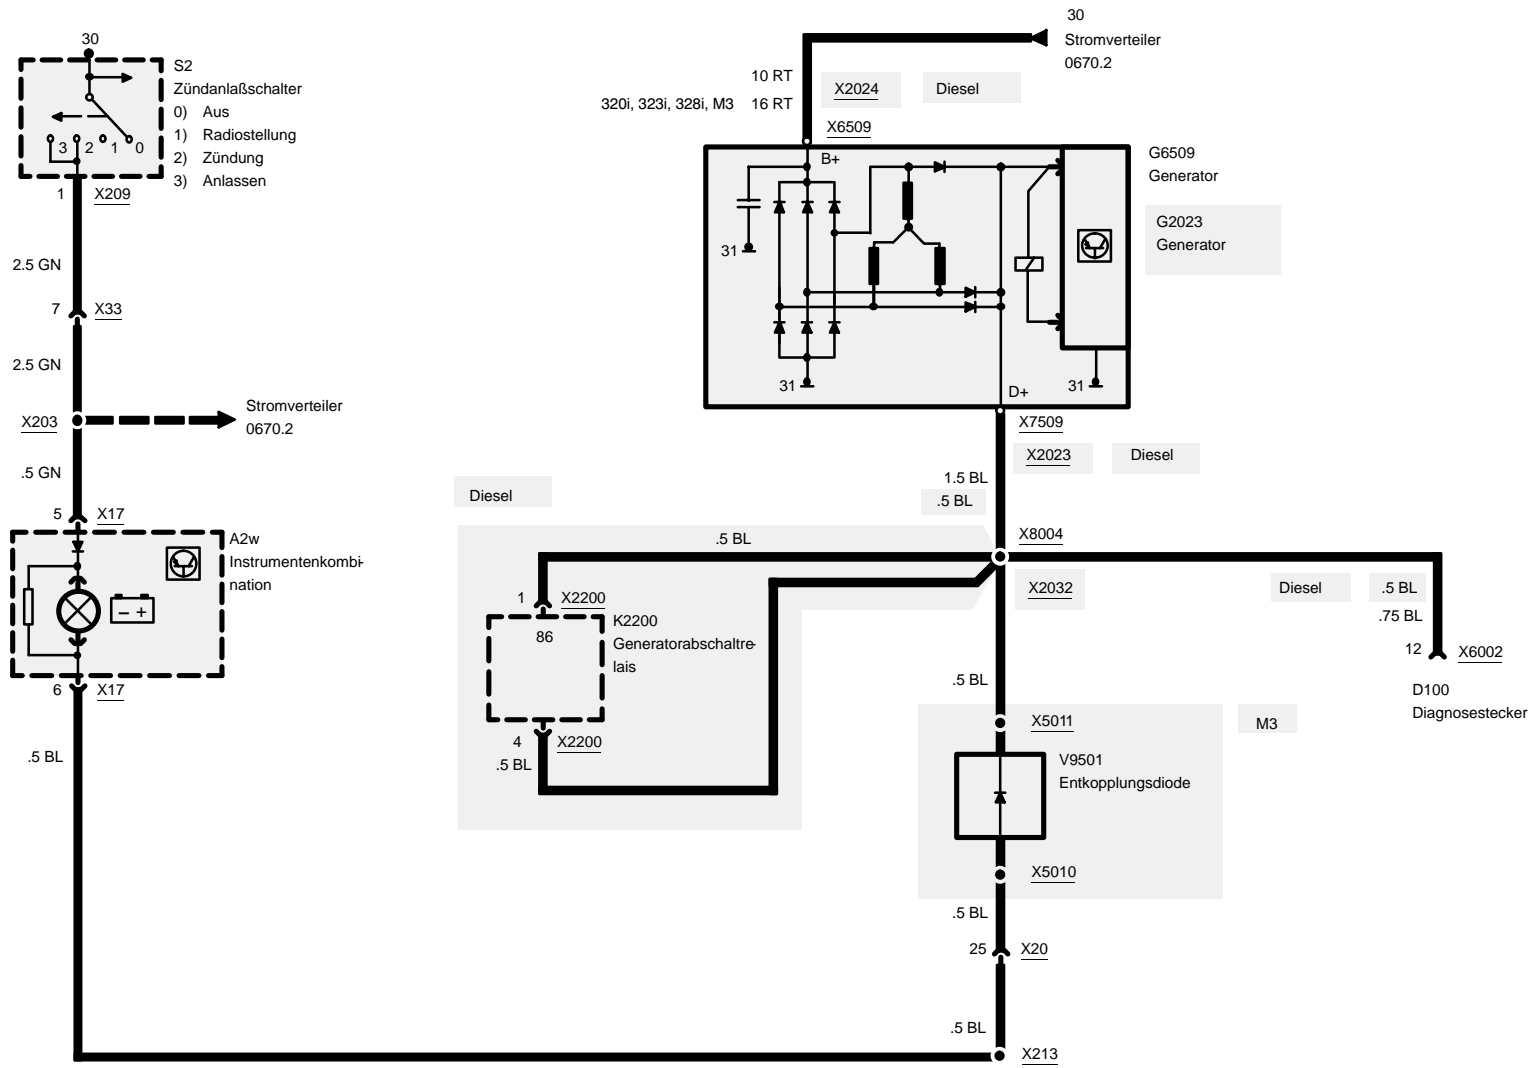 30
S2
Zündanlaßschalter
0) Aus
1) Radiostellung
2) Zündung
3) Anlassen
3 2 1 0
1 X209
2.5 GN
7 X33
2.5 GN
X203
Stromverteiler
0670.2
.5 GN
5 X17
A2w
Instrumentenkombi-
nation
– +
6 X17
.5 BL
30
Stromverteiler
0670.2
10 RT
320i, 323i, 328i, M3 16 RT
X2024 Diesel
X6509
B+
G6509
Generator
G2023
Generator
31
31
31
D+
X7509
X2023 Diesel
1.5 BL
.5 BL
Diesel
.5 BL
X8004
X2032
1 X2200
86
K2200
Generatorabschaltre-
lais
4 X2200
.5 BL
Diesel .5 BL
.75 BL
12 X6002
D100
Diagnosestecker
.5 BL
X5011
M3
V9501
Entkopplungsdiode
X5010
.5 BL
25 X20
.5 BL
X213